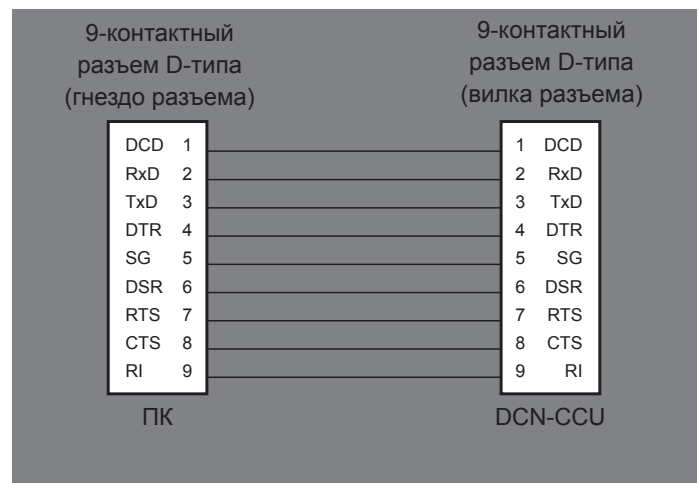 9-контактный
разъем D-типа
(гнездо разъема)
9-контактный
разъем D-типа
(вилка разъема)
DCD 1
RxD 2
TxD 3
DTR 4
SG 5
DSR 6
RTS 7
CTS 8
RI 9
1 DCD
2 RxD
3 TxD
4 DTR
5 SG
6 DSR
7 RTS
8 CTS
9 RI
ПК
DCN-CCU